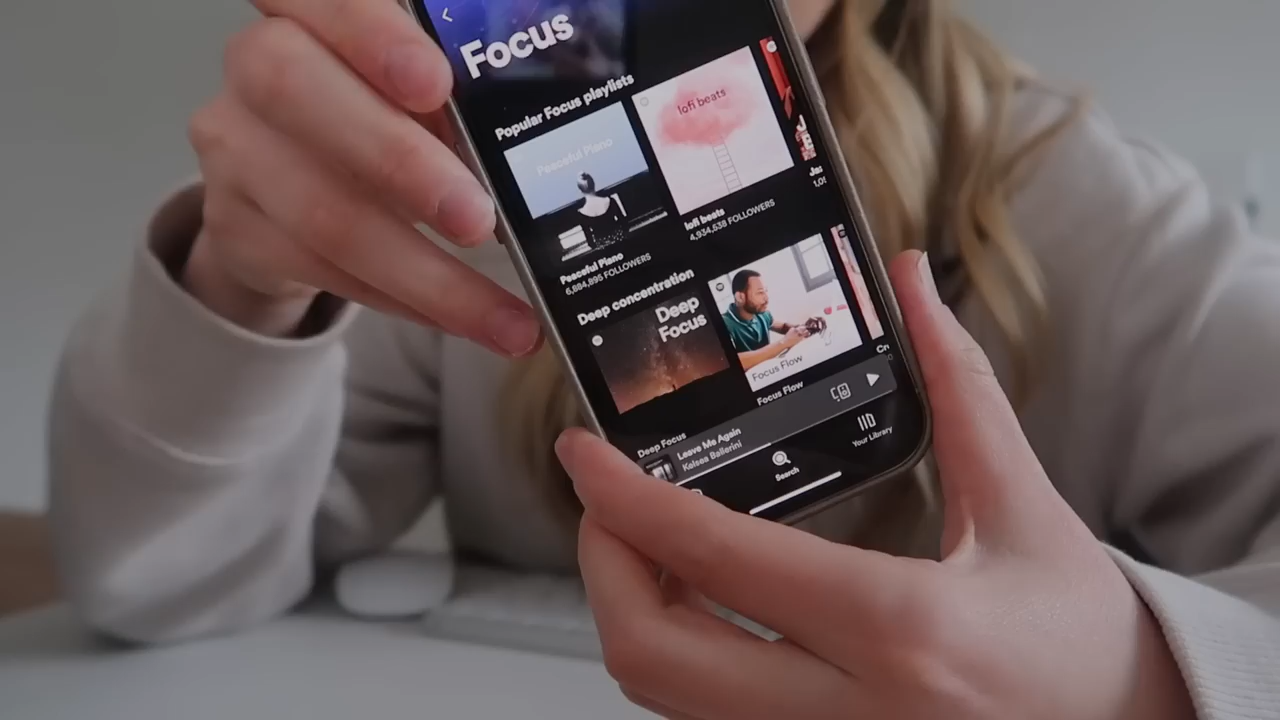 Focus
Popular Focus playlists
Peaceful Piano
lofi beats
Peaceful Piano
6,884,895 FOLLOWERS
lofi beats
4,934,538 FOLLOWERS
Deep concentration
Deep
Focus
Focus Flow
Deep Focus
Focus Flow
Leave Me Again
Kelsea Ballerini
Search
Your Library